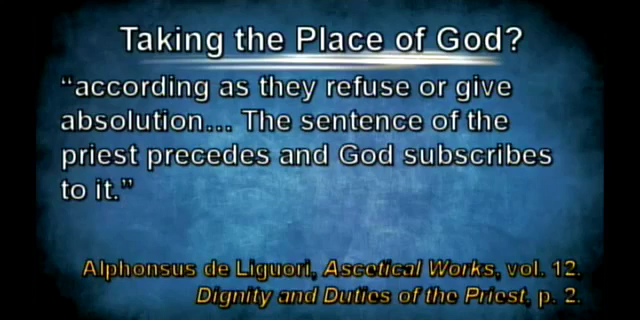 Taking the Place of God?
“according as they refuse or give
absolution... The sentence of the
priest precedes and God subscribes
to it.”
Alphonsus de Liguori, Ascetical Works, vol. 12.
Dignity and Duties of the Priest, p. 2.